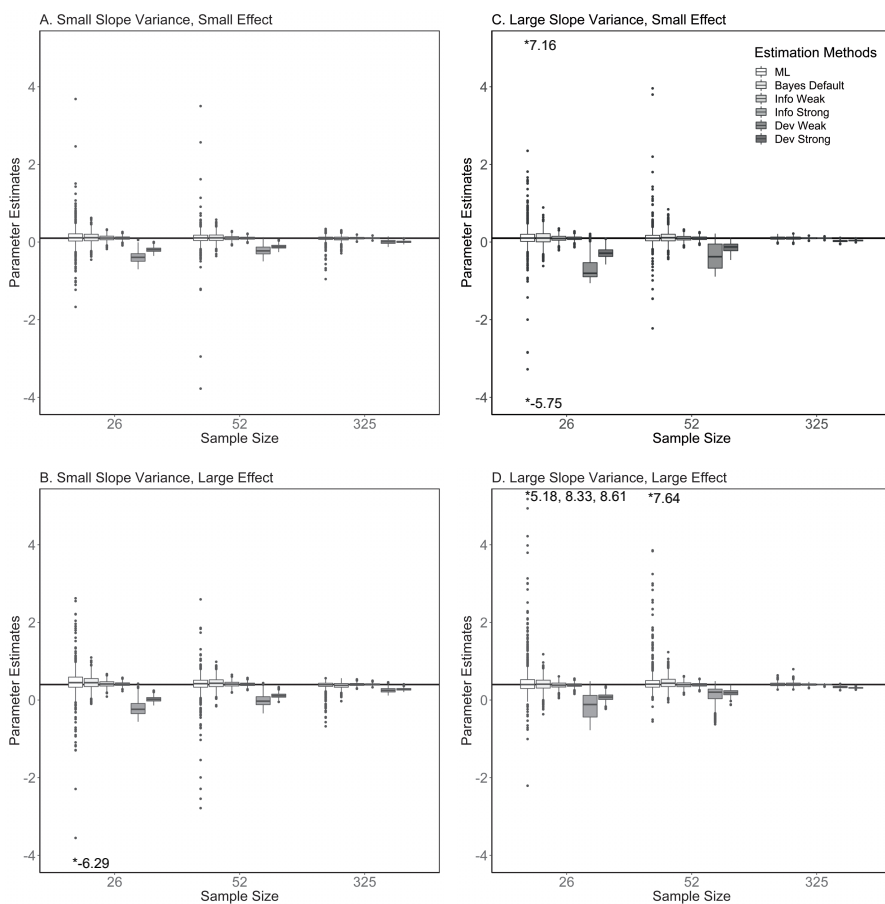 A. Small Slope Variance, Small Effect
4
2
0
-2
-4
Parameter Estimates
26
52
325
Sample Size
C. Large Slope Variance, Small Effect
*7.16
Estimation Methods
ML
Bayes Default
Info Weak
Info Strong
Dev Weak
Dev Strong
4
2
0
-2
-4
Parameter Estimates
*-5.75
26
52
325
Sample Size
B. Small Slope Variance, Large Effect
4
2
0
-2
-4
Parameter Estimates
*-6.29
26
52
325
Sample Size
D. Large Slope Variance, Large Effect
*5.18, 8.33, 8.61
*7.64
4
2
0
-2
-4
Parameter Estimates
26
52
325
Sample Size